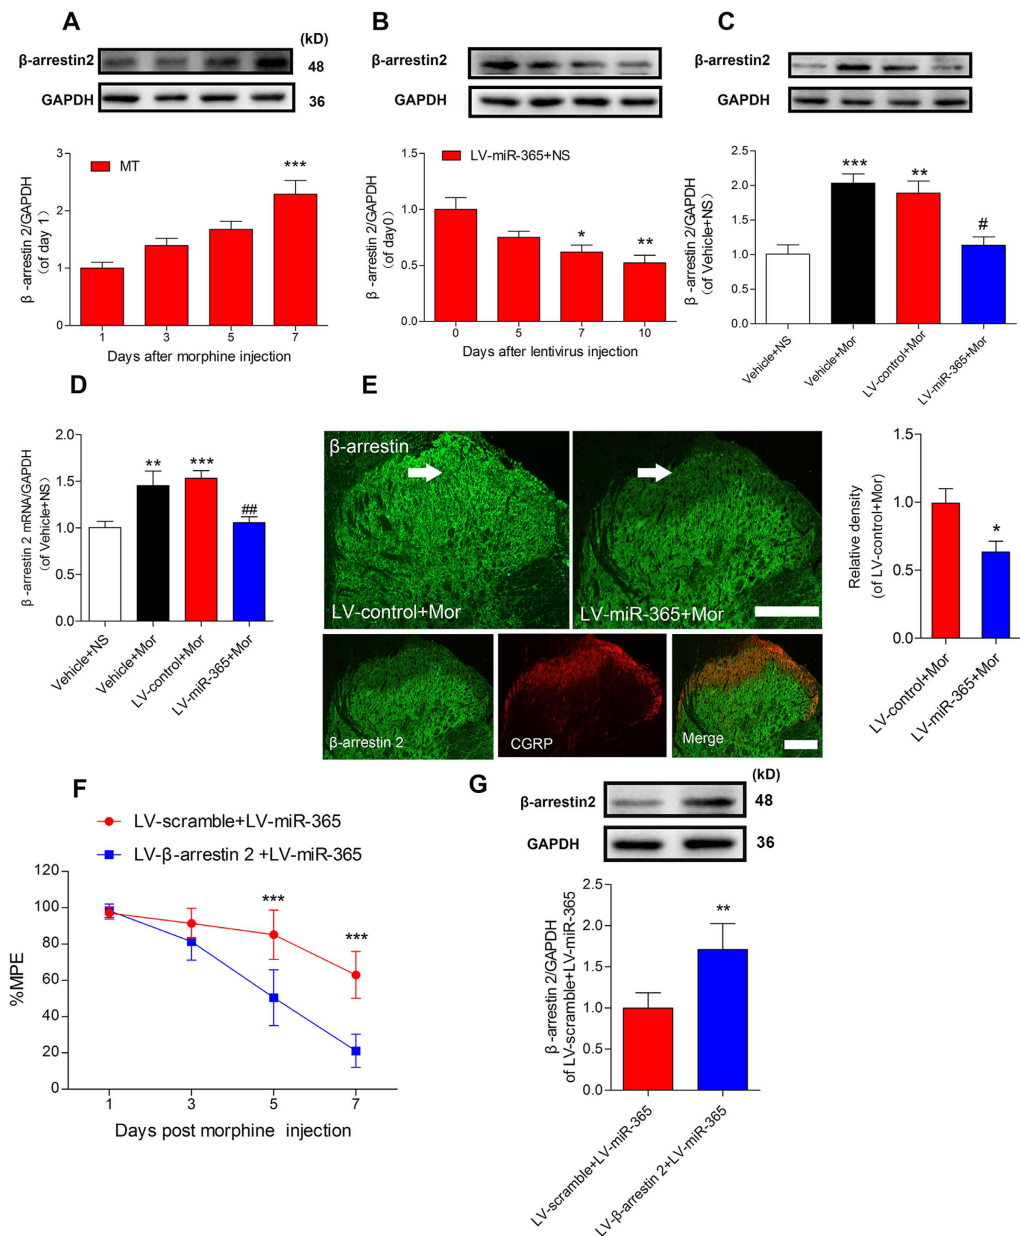 A
(kD)
β-arrestin2
48
GAPDH
36
3
2
1
0
MT
***
β -arrestin 2/GAPDH
(of day 1)
1
3
5
7
Days after morphine injection
B
β-arrestin2
GAPDH
1.5
1.0
0.5
0.0
LV-miR-365+NS
*
**
β -arrestin 2/GAPDH
(of day0)
0
5
7
10
Days after lentivirus injection
C
β-arrestin2
GAPDH
2.5
2.0
1.5
1.0
0.5
0.0
***
**
#
β -arrestin 2/GAPDH
(of Vehicle+NS)
Vehicle+NS
Vehicle+Mor
LV-control+Mor
LV-miR-365+Mor
D
2.0
1.5
1.0
0.5
0.0
**
***
##
β -arrestin 2 mRNA/GAPDH
(of Vehicle+NS)
Vehicle+NS
Vehicle+Mor
LV-control+Mor
LV-miR-365+Mor
E
β-arrestin
LV-control+Mor
LV-miR-365+Mor
β-arrestin 2
CGRP
Merge
1.5
1.0
0.5
0.0
*
Relative density
(of LV-control+Mor)
LV-control+Mor
LV-miR-365+Mor
F
LV-scramble+LV-miR-365
LV-β-arrestin 2 +LV-miR-365
120
100
80
60
40
20
0
***
***
%MPE
1
3
5
7
Days post morphine injection
G
(kD)
β-arrestin2
48
GAPDH
36
2.5
2.0
1.5
1.0
0.5
0.0
**
β -arrestin 2/GAPDH
of LV-scramble+LV-miR-365
LV-scramble+LV-miR-365
LV-β-arrestin 2+LV-miR-365